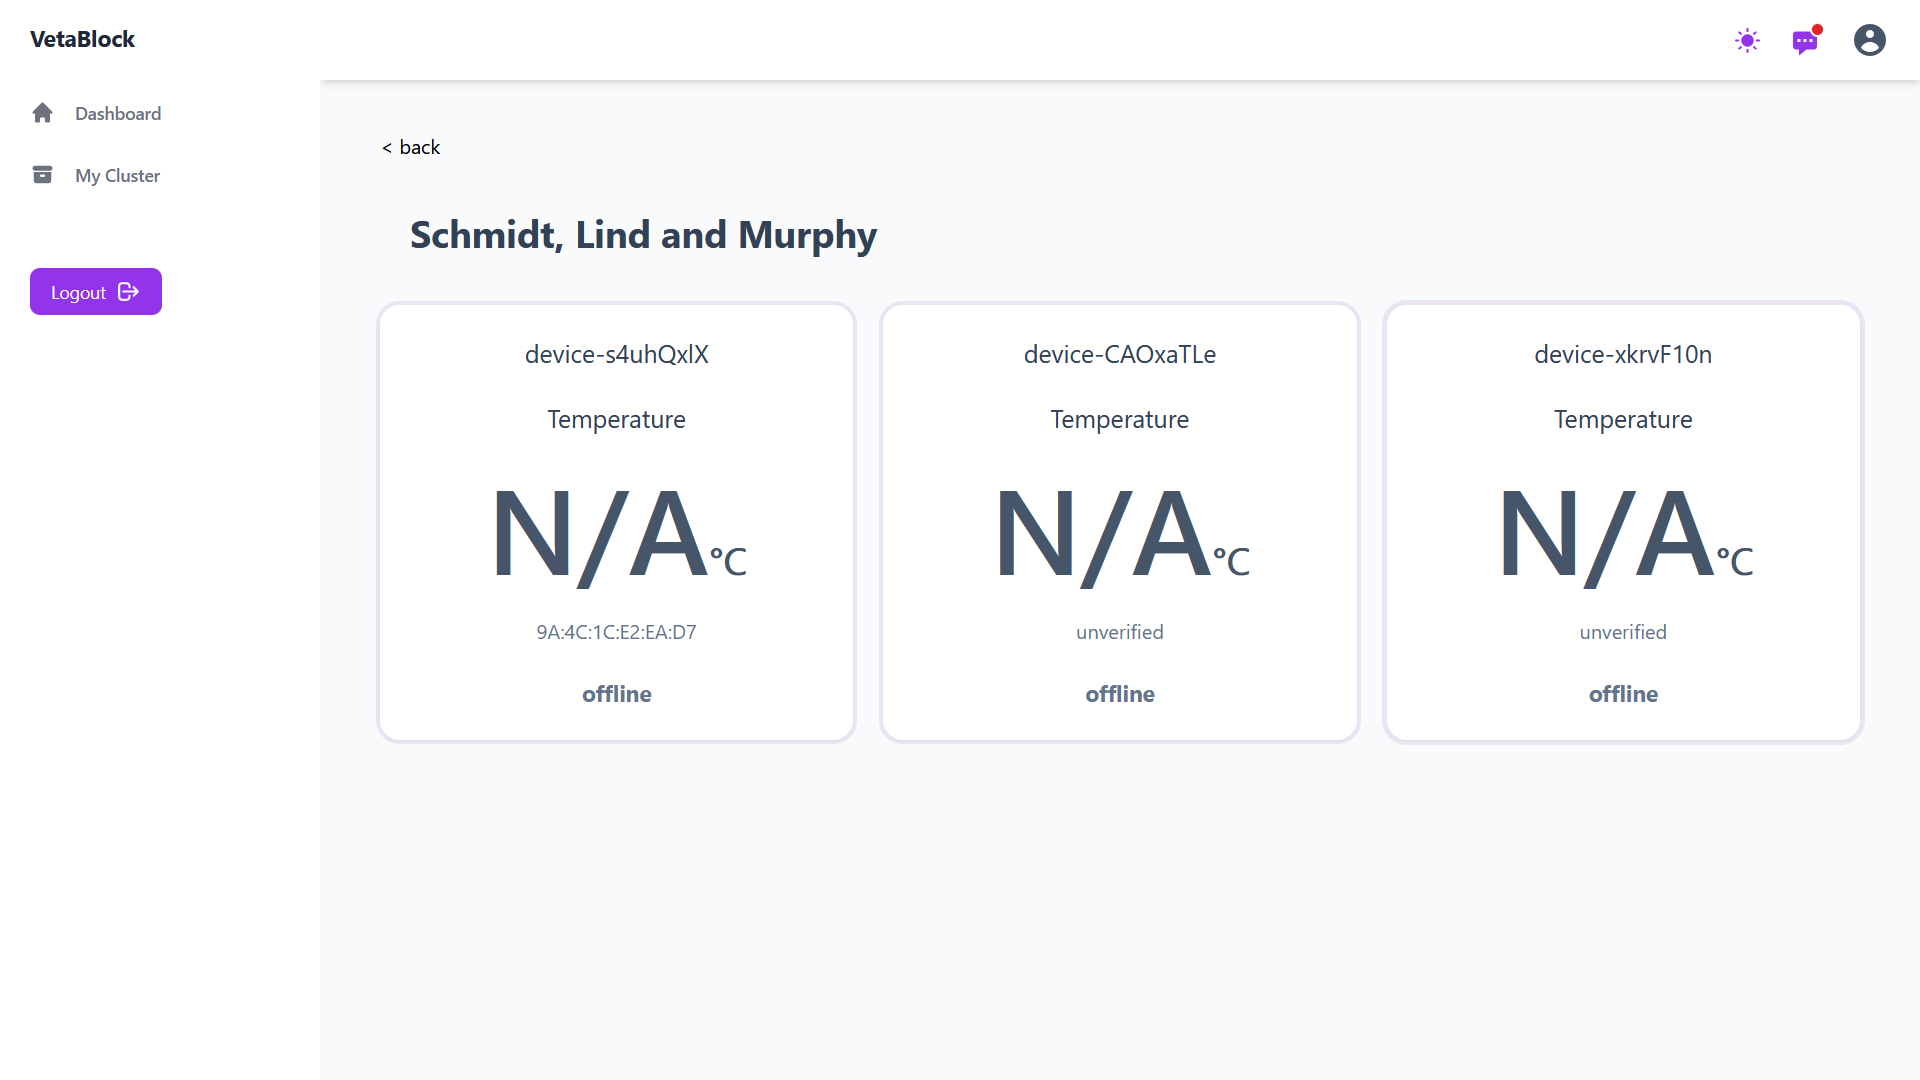 VetaBlock
Dashboard
My Cluster
Logout
< back
Schmidt, Lind and Murphy
device-s4uhQxlX
Temperature
N/A°C
9A:4C:1C:E2:EA:D7
offline
device-CAOxaTLe
Temperature
N/A°C
unverified
offline
device-xkrvF10n
Temperature
N/A°C
unverified
offline